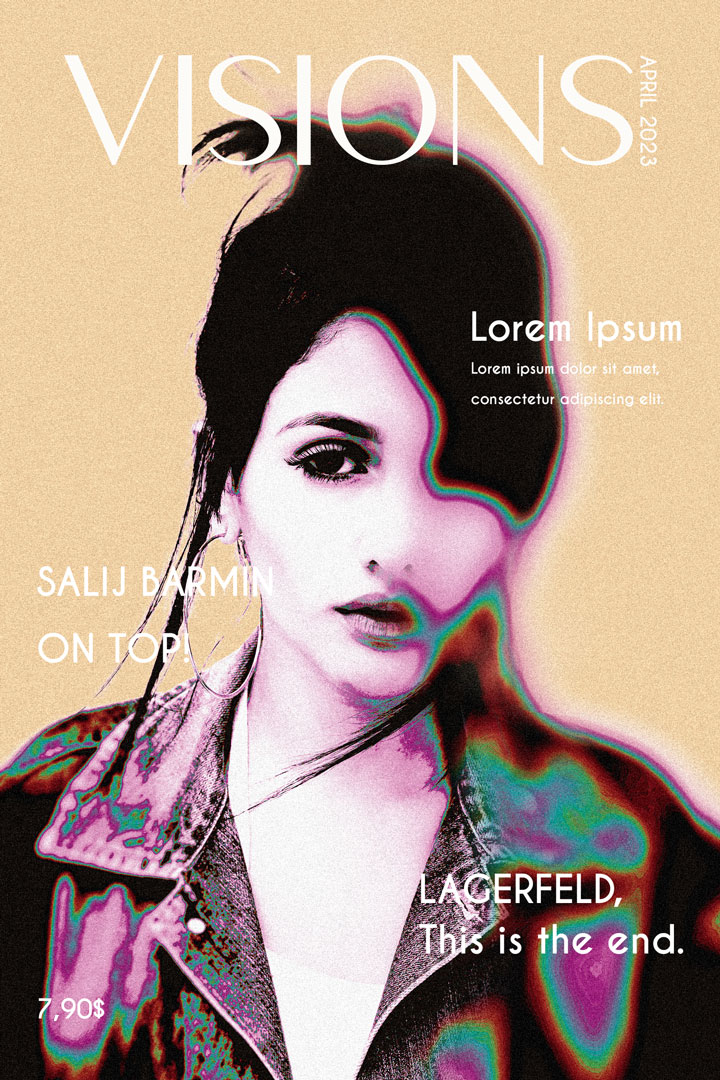 VISIONS
APRIL 2023
Lorem Ipsum
Lorem ipsum dolor sit amet,
consectetur adipiscing elit.
SALIJ BARMIN
ON TOP!
LAGERFELD,
This is the end.
7,90$